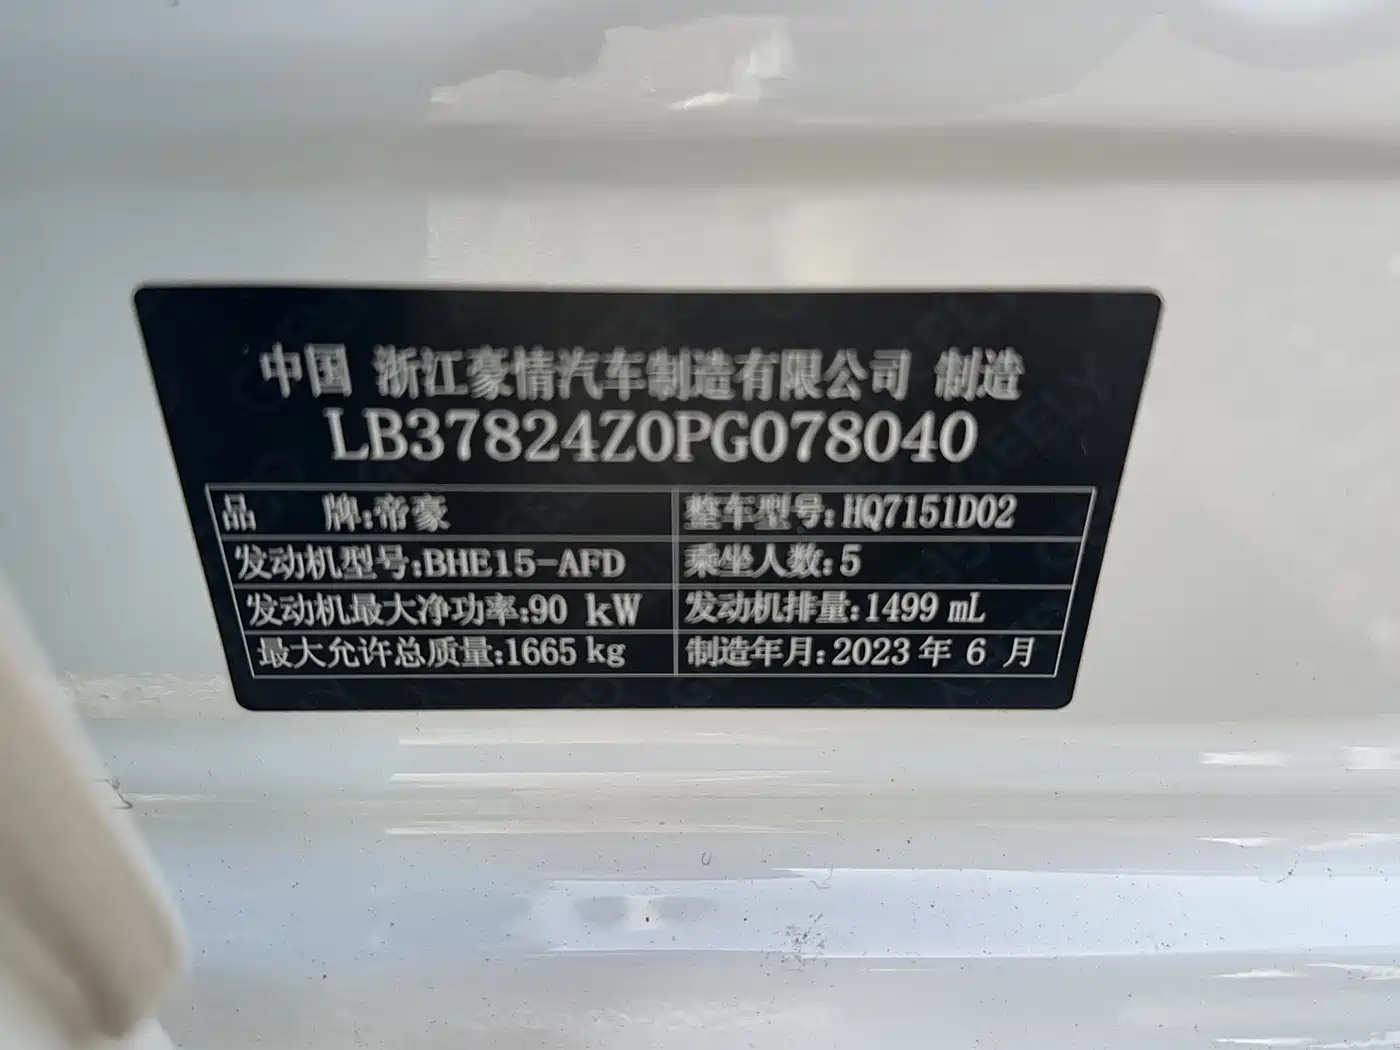 中国 浙江豪情汽车制造有限公司 制造
LB37824Z0PG078040
品 牌:帝豪 整车型号:HQ7151D02
发动机型号:BHE15-AFD 乘坐人数:5
发动机最大净功率:90 kW 发动机排量:1499 mL
最大允许总质量:1665 kg 制造年月:2023 年 6 月